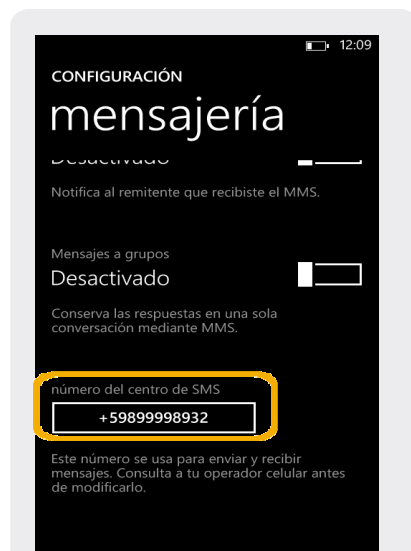 12:09
CONFIGURACIÓN
mensajería
Desactivado
Notifica al remitente que recibiste el MMS.
Mensajes a grupos
Desactivado
Conserva las respuestas en una sola
conversación mediante MMS.
número del centro de SMS
+59899998932
Este número se usa para enviar y recibir
mensajes. Consulta a tu operador celular antes
de modificarlo.